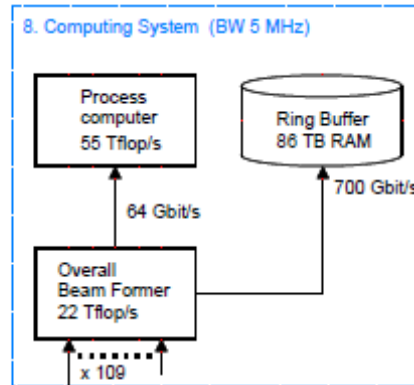 8. Computing System (BW 5 MHz)
Process
computer
55 Tflop/s
Ring Buffer
86 TB RAM
64 Gbit/s
700 Gbit/s
Overall
Beam Former
22 Tflop/s
x 109